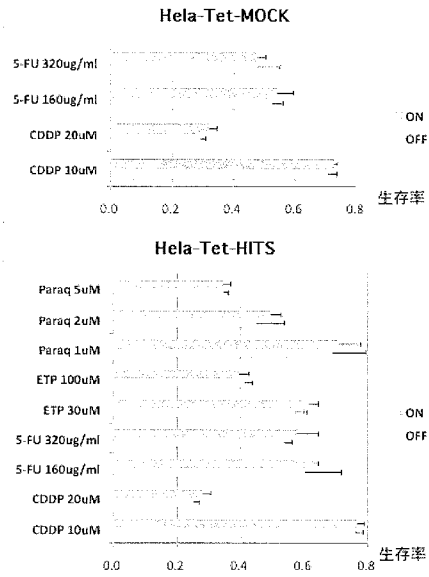 Hela-Tet-MOCK
5-FU 320ug/ml
5-FU 160ug/ml
CDDP 20uM
CDDP 10uM
ON
OFF
0.0 0.2 0.4 0.6 0.8
生存率
Hela-Tet-HITS
Paraq 5uM
Paraq 2uM
Paraq 1uM
ETP 100uM
ETP 30uM
5-FU 320ug/ml
5-FU 160ug/ml
CDDP 20uM
CDDP 10uM
ON
OFF
0.0 0.2 0.4 0.6 0.8
生存率